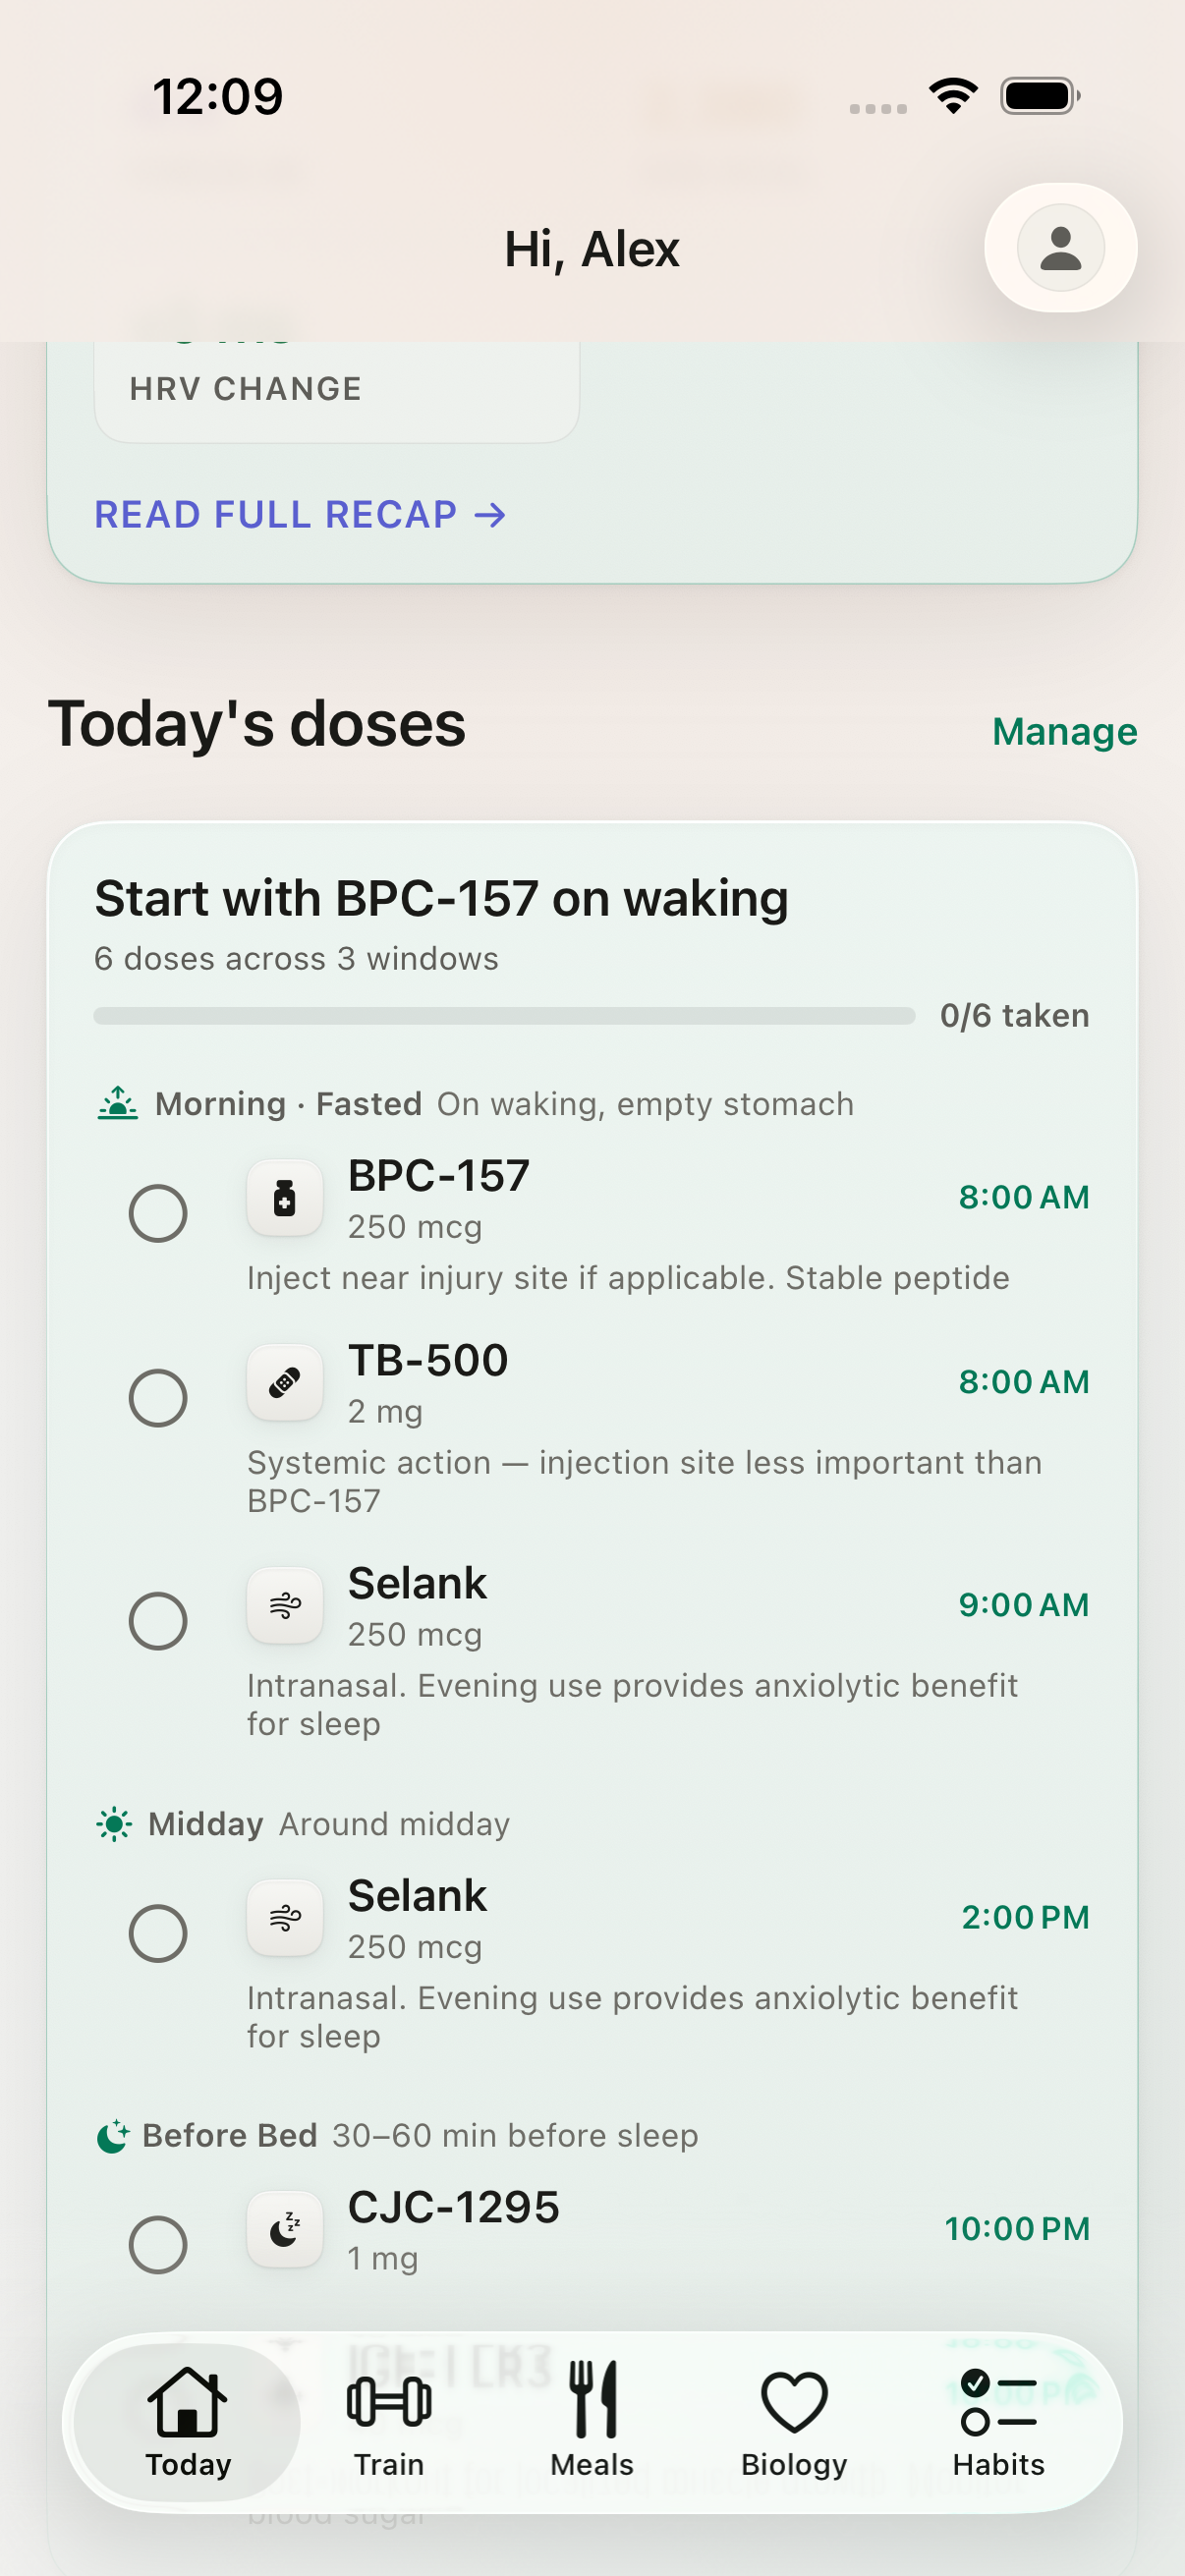 12:09
Hi, Alex
HRV CHANGE
READ FULL RECAP →
Today's doses
Manage
Start with BPC-157 on waking
6 doses across 3 windows
0/6 taken
Morning · Fasted On waking, empty stomach
BPC-157
8:00 AM
250 mcg
Inject near injury site if applicable. Stable peptide
TB-500
8:00 AM
2 mg
Systemic action — injection site less important than
BPC-157
Selank
9:00 AM
250 mcg
Intranasal. Evening use provides anxiolytic benefit
for sleep
Midday Around midday
Selank
2:00 PM
250 mcg
Intranasal. Evening use provides anxiolytic benefit
for sleep
Before Bed 30–60 min before sleep
CJC-1295
10:00 PM
1 mg
Today
Train
Meals
Biology
Habits
blood sugar